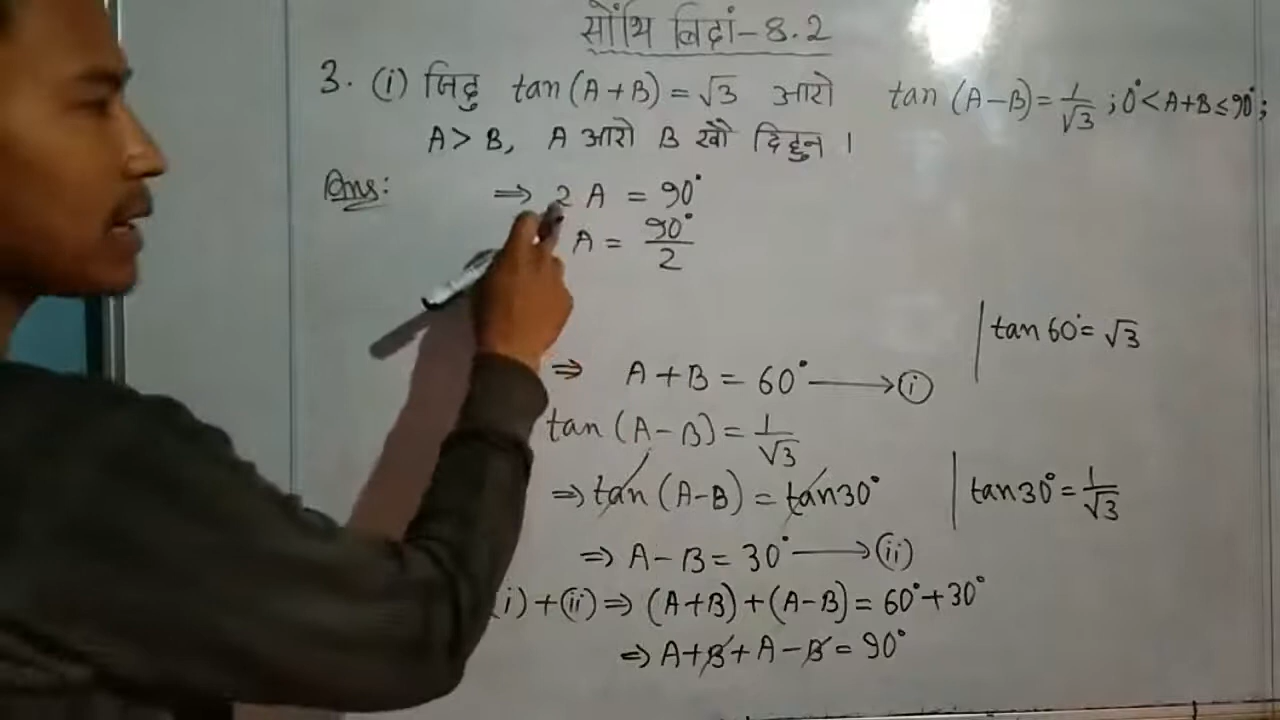 सोंथि बिदां-8.2
3. (i) जिदु tan(A+B)=√3 आरो tan (A-B)=1/√3 ; 0°<A+B≤90°;
A> B, A आरो B खौ दिहुन ।
Ans: ⇒ 2 A = 90°
A = 90°/2
| tan 60°= √3
⇒ A+B = 60° ⟶ (i)
tan (A-B)= 1/√3
⇒ tan (A-B) = tan30° | tan30°= 1/√3
⇒ A-B= 30° ⟶ (ii)
i)+(ii)⇒ (A+B)+(A-B)= 60°+30°
⇒ A+B+A-B= 90°